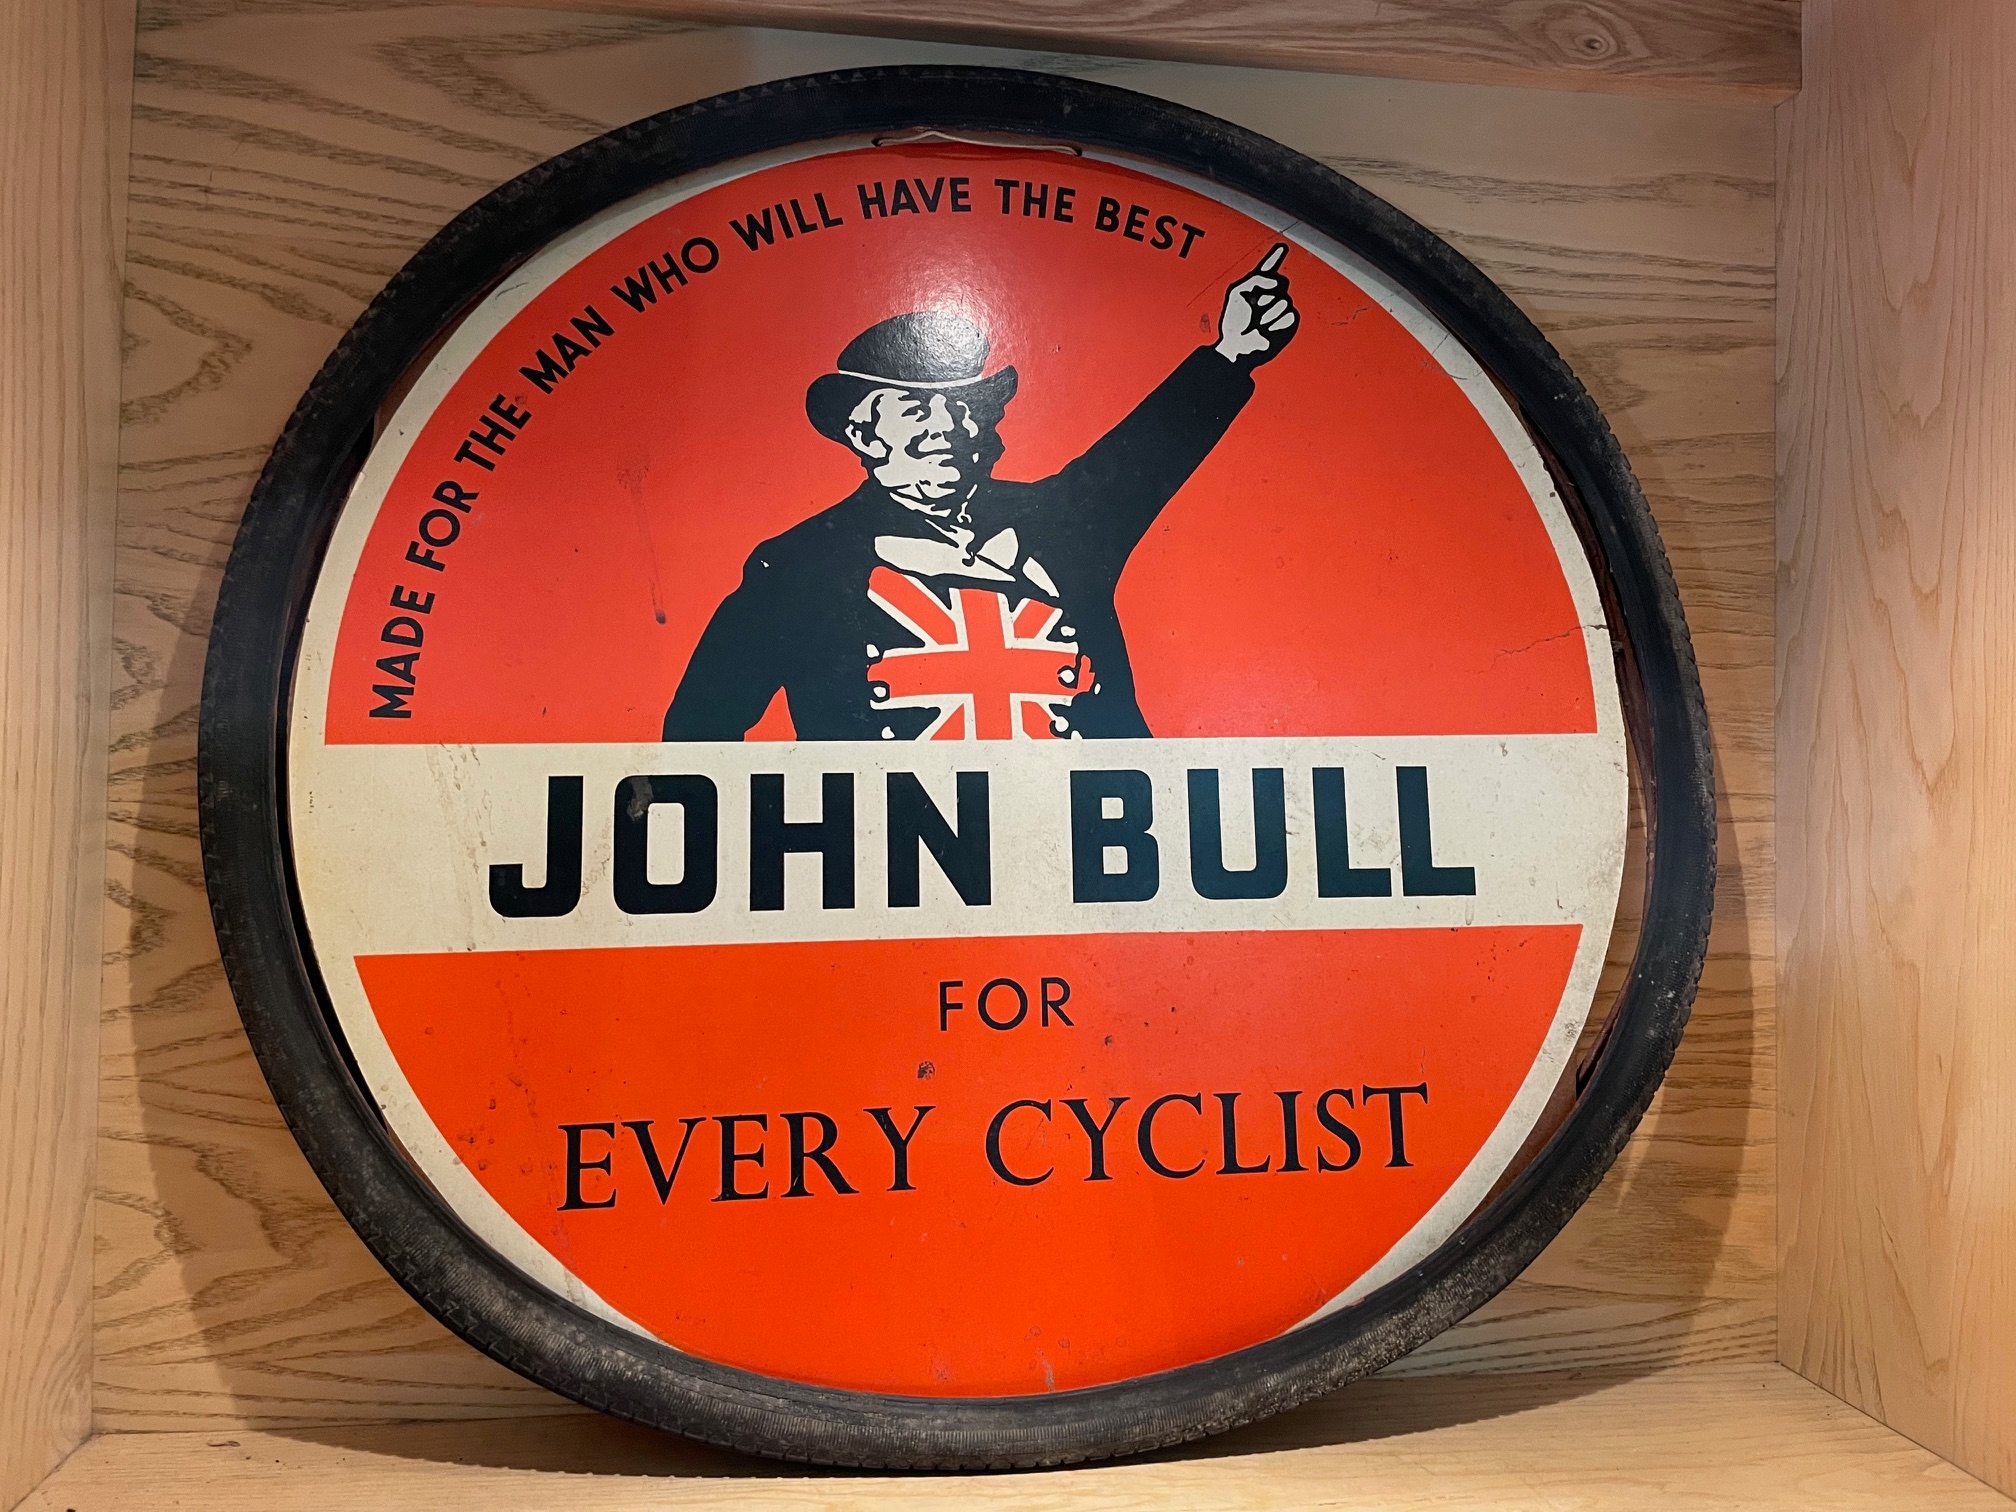 MADE FOR THE MAN WHO WILL HAVE THE BEST
JOHN BULL
FOR
EVERY CYCLIST